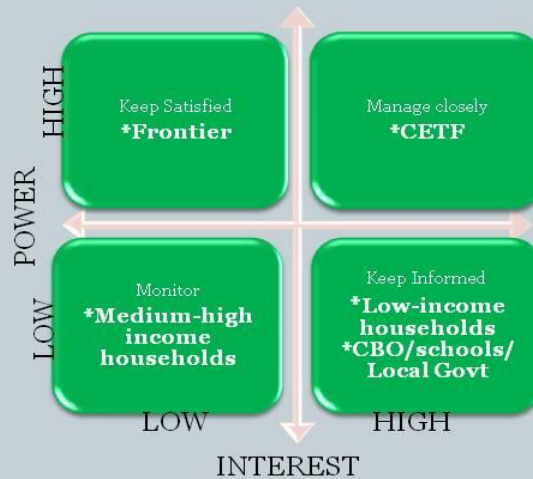 HIGH
Keep Satisfied
*Frontier
Manage closely
*CETF
POWER
LOW
Monitor
*Medium-high
income
households
Keep Informed
*Low-income
households
*CBO/schools/
Local Govt
LOW
HIGH
INTEREST